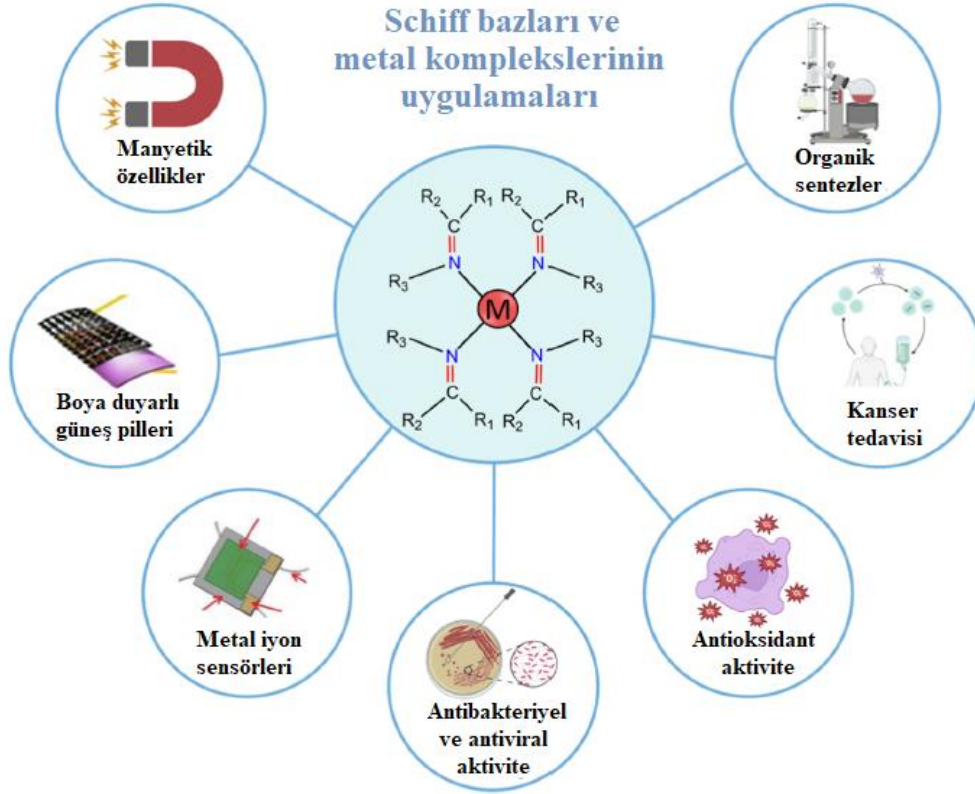 Schiff bazları ve
metal komplekslerinin
uygulamaları
Manyetik
özellikler
Organik
sentezler
R₂ R₁ R₂ R₁
C C
N N
R₃ R₃
M
R₃ R₃
N N
C C
R₂ R₁ R₂ R₁
Boya duyarlı
güneş pilleri
Kanser
tedavisi
Metal iyon
sensörleri
Antioksidant
aktivite
Antibakteriyel
ve antiviral
aktivite